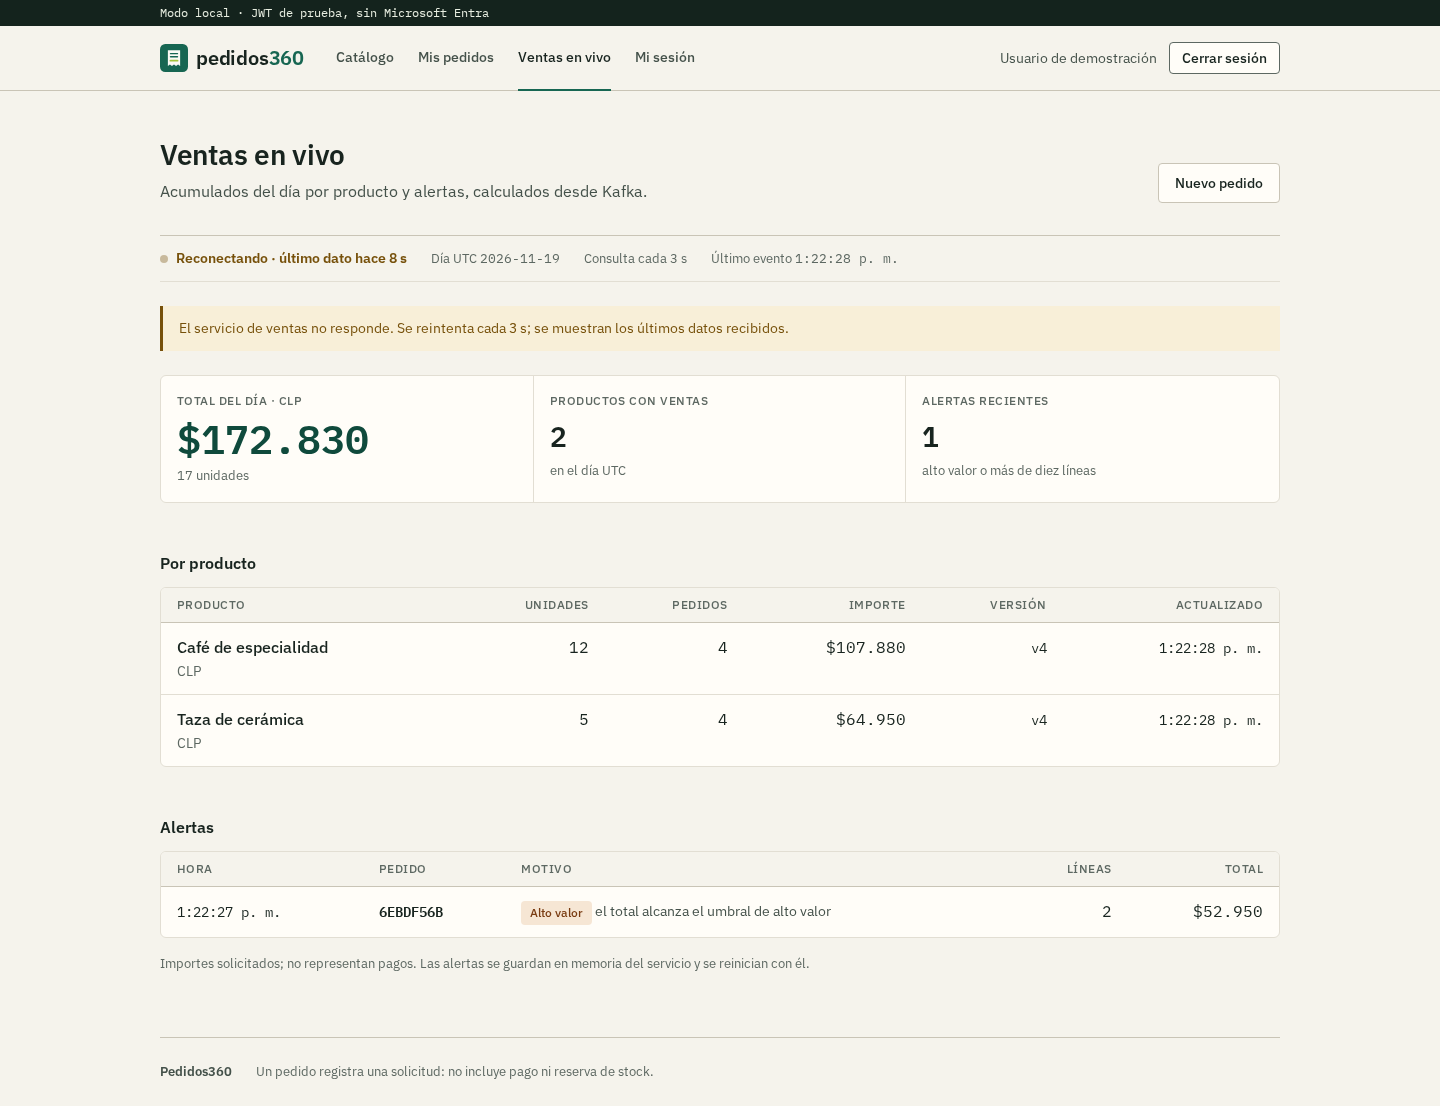 Modo local · JWT de prueba, sin Microsoft Entra
pedidos360
Catálogo Mis pedidos Ventas en vivo Mi sesión
Usuario de demostración Cerrar sesión
Ventas en vivo
Acumulados del día por producto y alertas, calculados desde Kafka.
Nuevo pedido
Reconectando · último dato hace 8 s Día UTC 2026-11-19 Consulta cada 3 s Último evento 1:22:28 p. m.
El servicio de ventas no responde. Se reintenta cada 3 s; se muestran los últimos datos recibidos.
TOTAL DEL DÍA · CLP
$172.830
17 unidades
PRODUCTOS CON VENTAS
2
en el día UTC
ALERTAS RECIENTES
1
alto valor o más de diez líneas
Por producto
PRODUCTO UNIDADES PEDIDOS IMPORTE VERSIÓN ACTUALIZADO
Café de especialidad 12 4 $107.880 v4 1:22:28 p. m.
CLP
Taza de cerámica 5 4 $64.950 v4 1:22:28 p. m.
CLP
Alertas
HORA PEDIDO MOTIVO LÍNEAS TOTAL
1:22:27 p. m. 6EBDF56B Alto valor el total alcanza el umbral de alto valor 2 $52.950
Importes solicitados; no representan pagos. Las alertas se guardan en memoria del servicio y se reinician con él.
Pedidos360 Un pedido registra una solicitud: no incluye pago ni reserva de stock.